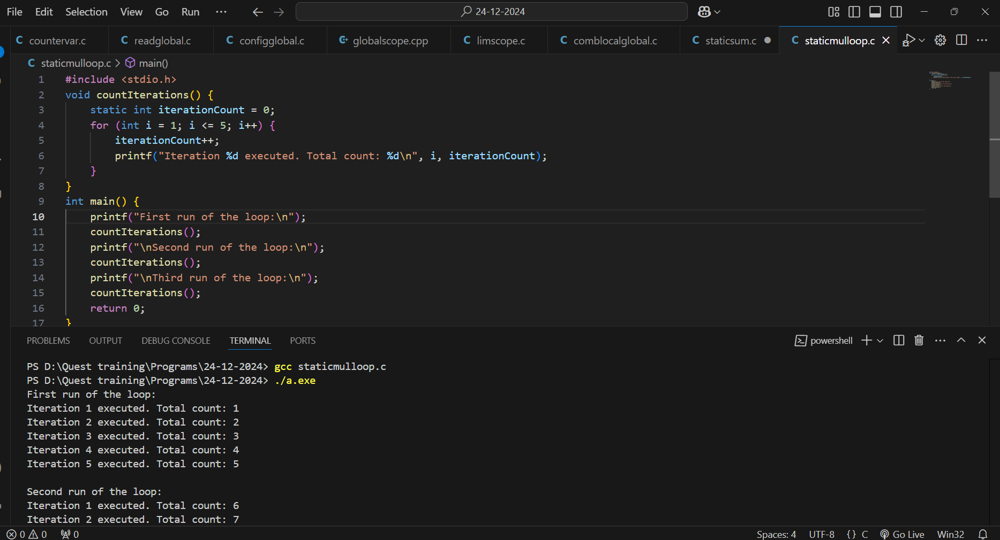 File Edit Selection View Go Run ··· 24-12-2024
countervar.c readglobal.c configglobal.c globalscope.cpp limscope.c comblocalglobal.c staticsum.c staticmulloop.c
staticmulloop.c > main()
1 #include <stdio.h>
2 void countIterations() {
3 static int iterationCount = 0;
4 for (int i = 1; i <= 5; i++) {
5 iterationCount++;
6 printf("Iteration %d executed. Total count: %d\n", i, iterationCount);
7 }
8 }
9 int main() {
10 printf("First run of the loop:\n");
11 countIterations();
12 printf("\nSecond run of the loop:\n");
13 countIterations();
14 printf("\nThird run of the loop:\n");
15 countIterations();
16 return 0;
17 }
PROBLEMS OUTPUT DEBUG CONSOLE TERMINAL PORTS powershell
PS D:\Quest training\Programs\24-12-2024> gcc staticmulloop.c
PS D:\Quest training\Programs\24-12-2024> ./a.exe
First run of the loop:
Iteration 1 executed. Total count: 1
Iteration 2 executed. Total count: 2
Iteration 3 executed. Total count: 3
Iteration 4 executed. Total count: 4
Iteration 5 executed. Total count: 5
Second run of the loop:
Iteration 1 executed. Total count: 6
Iteration 2 executed. Total count: 7
0 0 0 Spaces: 4 UTF-8 {} C Go Live Win32